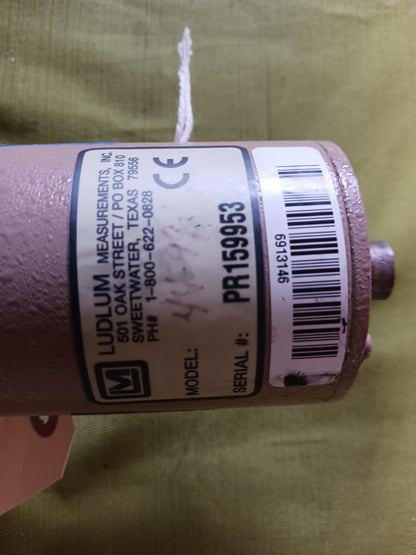 LUDLUM MEASUREMENTS, INC.
501 OAK STREET / PO BOX 810
SWEETWATER, TEXAS 79556
PH# 1-800-622-0828
CE
M
MODEL:
SERIAL #: PR159953
6913146